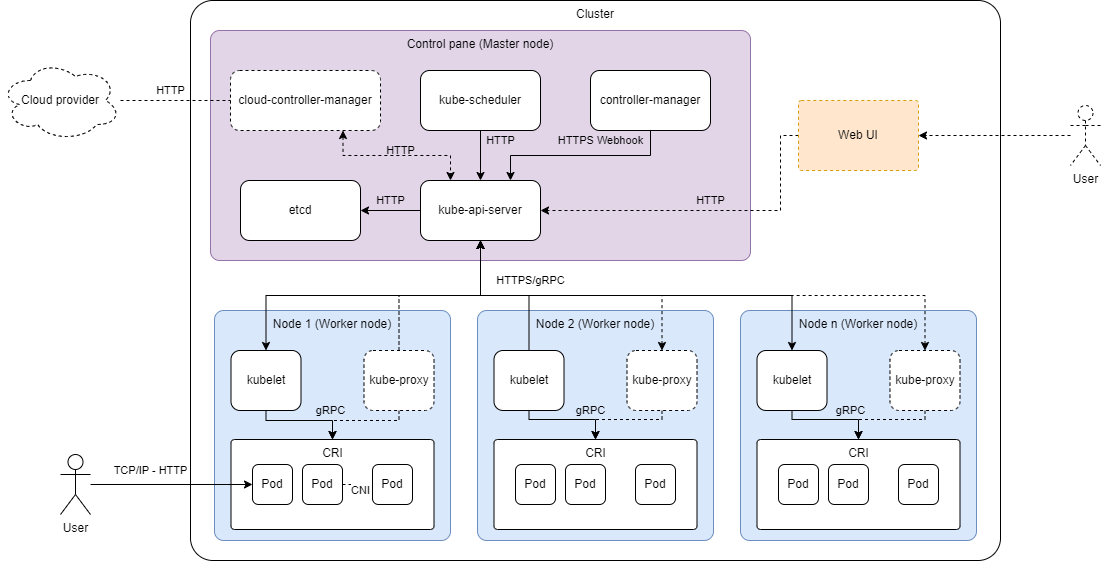 Cluster
Control pane (Master node)
Cloud provider
HTTP
cloud-controller-manager
kube-scheduler
controller-manager
HTTP
HTTP
HTTPS Webhook
Web UI
User
etcd
HTTP
kube-api-server
HTTP
HTTPS/gRPC
Node 1 (Worker node)
kubelet
kube-proxy
gRPC
CRI
Pod
Pod
CNI
Pod
Node 2 (Worker node)
kubelet
kube-proxy
gRPC
CRI
Pod
Pod
Pod
Node n (Worker node)
kubelet
kube-proxy
gRPC
CRI
Pod
Pod
Pod
TCP/IP - HTTP
User